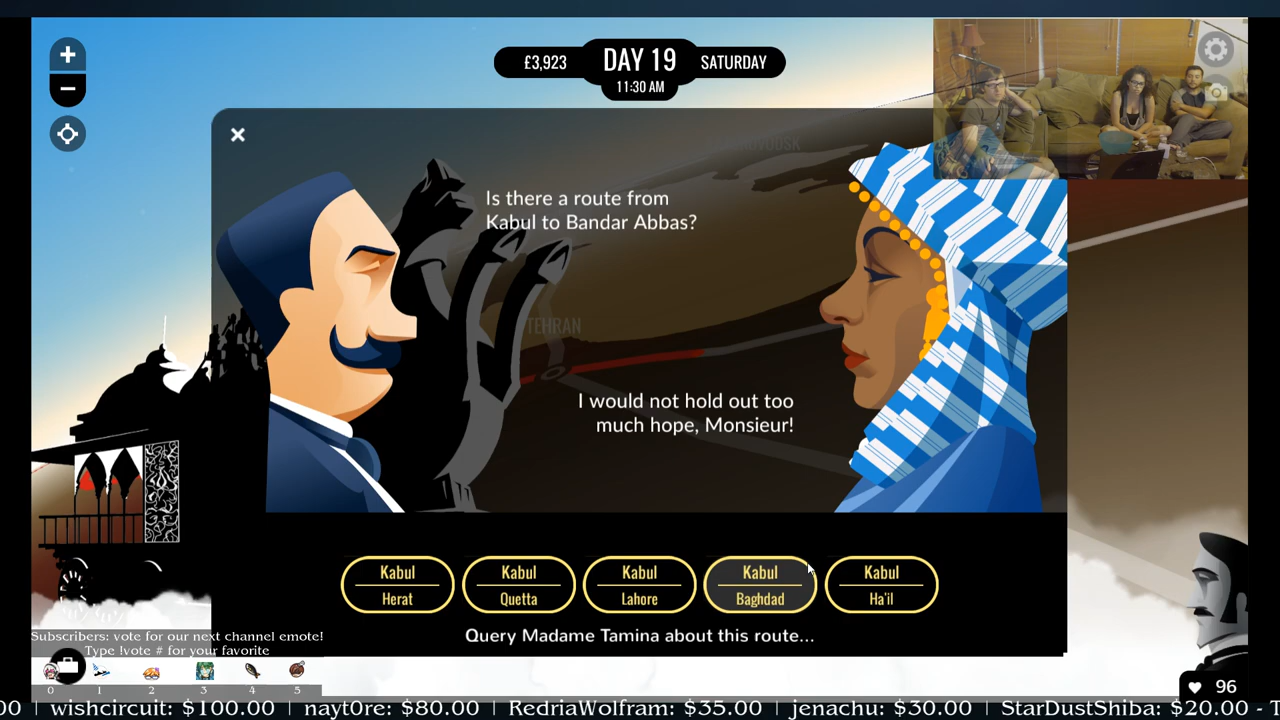 +
£3,923
DAY 19
SATURDAY
11:30 AM
−
×
Is there a route from
Kabul to Bandar Abbas?
TEHRAN
I would not hold out too
much hope, Monsieur!
Kabul
Herat
Kabul
Quetta
Kabul
Lahore
Kabul
Baghdad
Kabul
Ha'il
Query Madame Tamina about this route...
Subscribers: vote for our next channel emote!
Type !vote # for your favorite
0 1 2 3 4 5
96
00 | wishcircuit: $100.00 | nayt0re: $80.00 | RedriaWolfram: $35.00 | jenachu: $30.00 | StarDustShiba: $20.00 - T